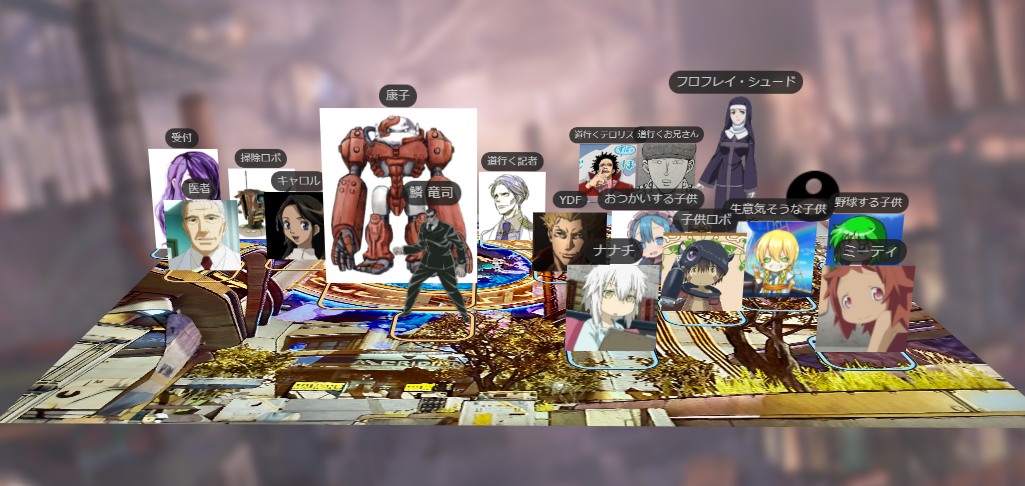 フロフレイ・シュード
康子
受付
道行くテロリス
道行くお兄さん
掃除ロボ
道行く記者
キャロル
医者
鱗 竜司
YDF
おつかいする子供
生意気そうな子供
野球する子供
子供ロボ
ナナチ
ミーティ